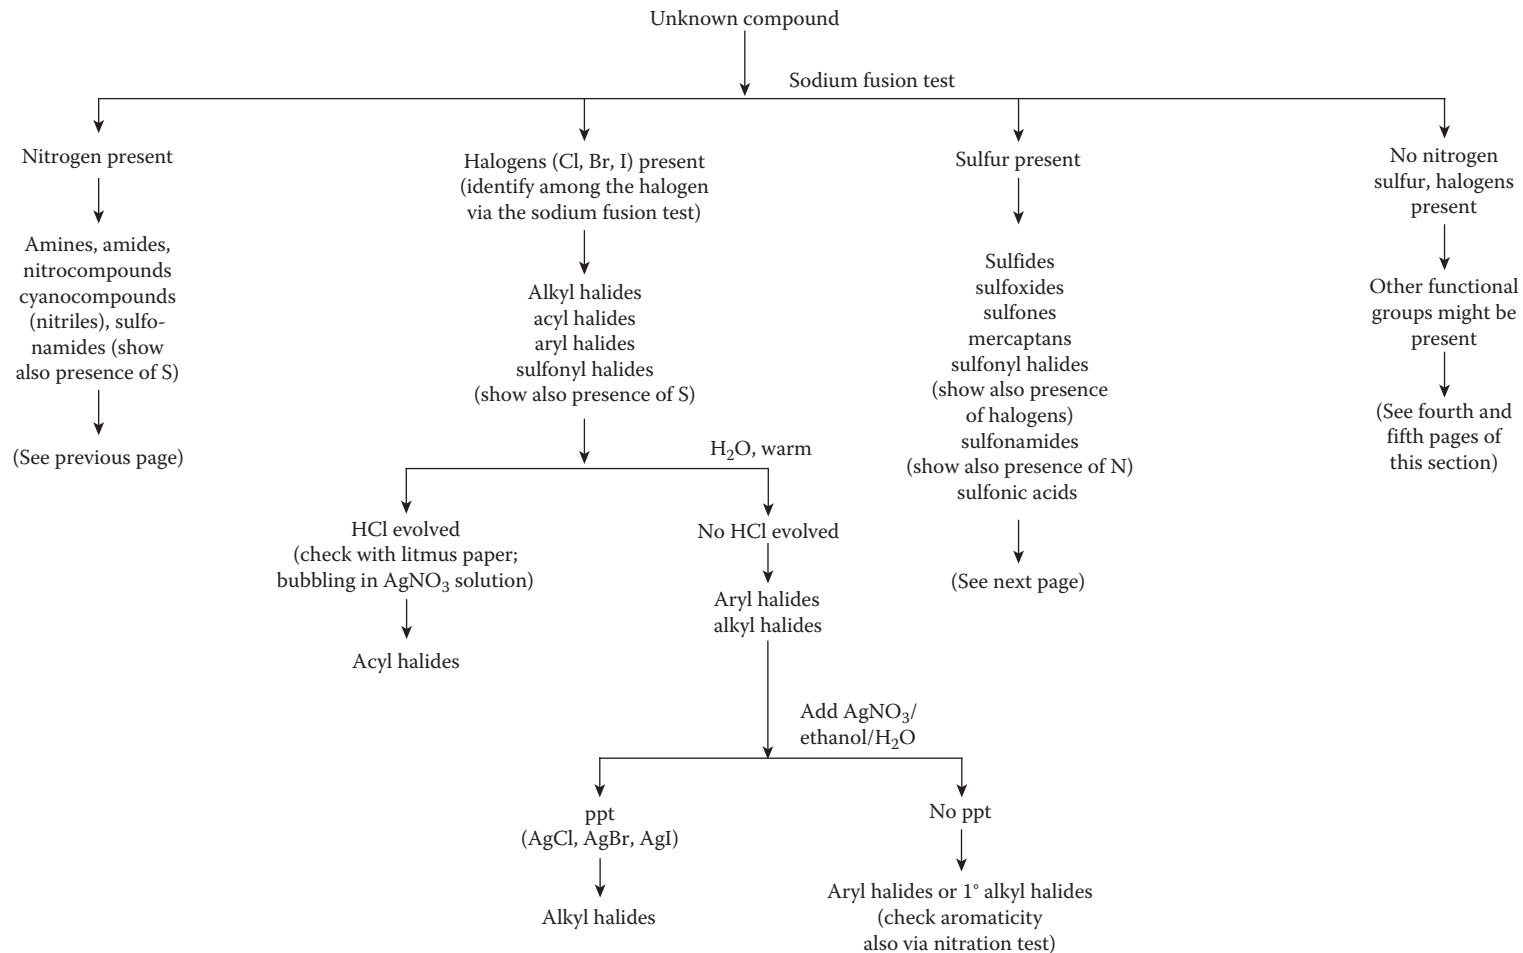 Unknown compound
Sodium fusion test
Nitrogen present
Amines, amides,
nitrocompounds
cyanocompounds
(nitriles), sulfo-
namides (show
also presence of S)
(See previous page)
Halogens (Cl, Br, I) present
(identify among the halogen
via the sodium fusion test)
Alkyl halides
acyl halides
aryl halides
sulfonyl halides
(show also presence of S)
H₂O, warm
HCl evolved
(check with litmus paper;
bubbling in AgNO₃ solution)
Acyl halides
No HCl evolved
Aryl halides
alkyl halides
Add AgNO₃/
ethanol/H₂O
ppt
(AgCl, AgBr, AgI)
Alkyl halides
No ppt
Aryl halides or 1° alkyl halides
(check aromaticity
also via nitration test)
Sulfur present
Sulfides
sulfoxides
sulfones
mercaptans
sulfonyl halides
(show also presence
of halogens)
sulfonamides
(show also presence of N)
sulfonic acids
(See next page)
No nitrogen
sulfur, halogens
present
Other functional
groups might be
present
(See fourth and
fifth pages of
this section)